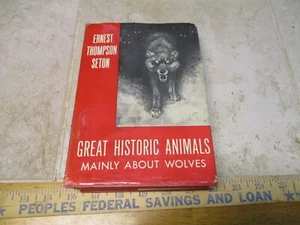 ERNEST
THOMPSON
SETON
GREAT HISTORIC ANIMALS
MAINLY ABOUT WOLVES
PEOPLES FEDERAL SAVINGS AND LOAN